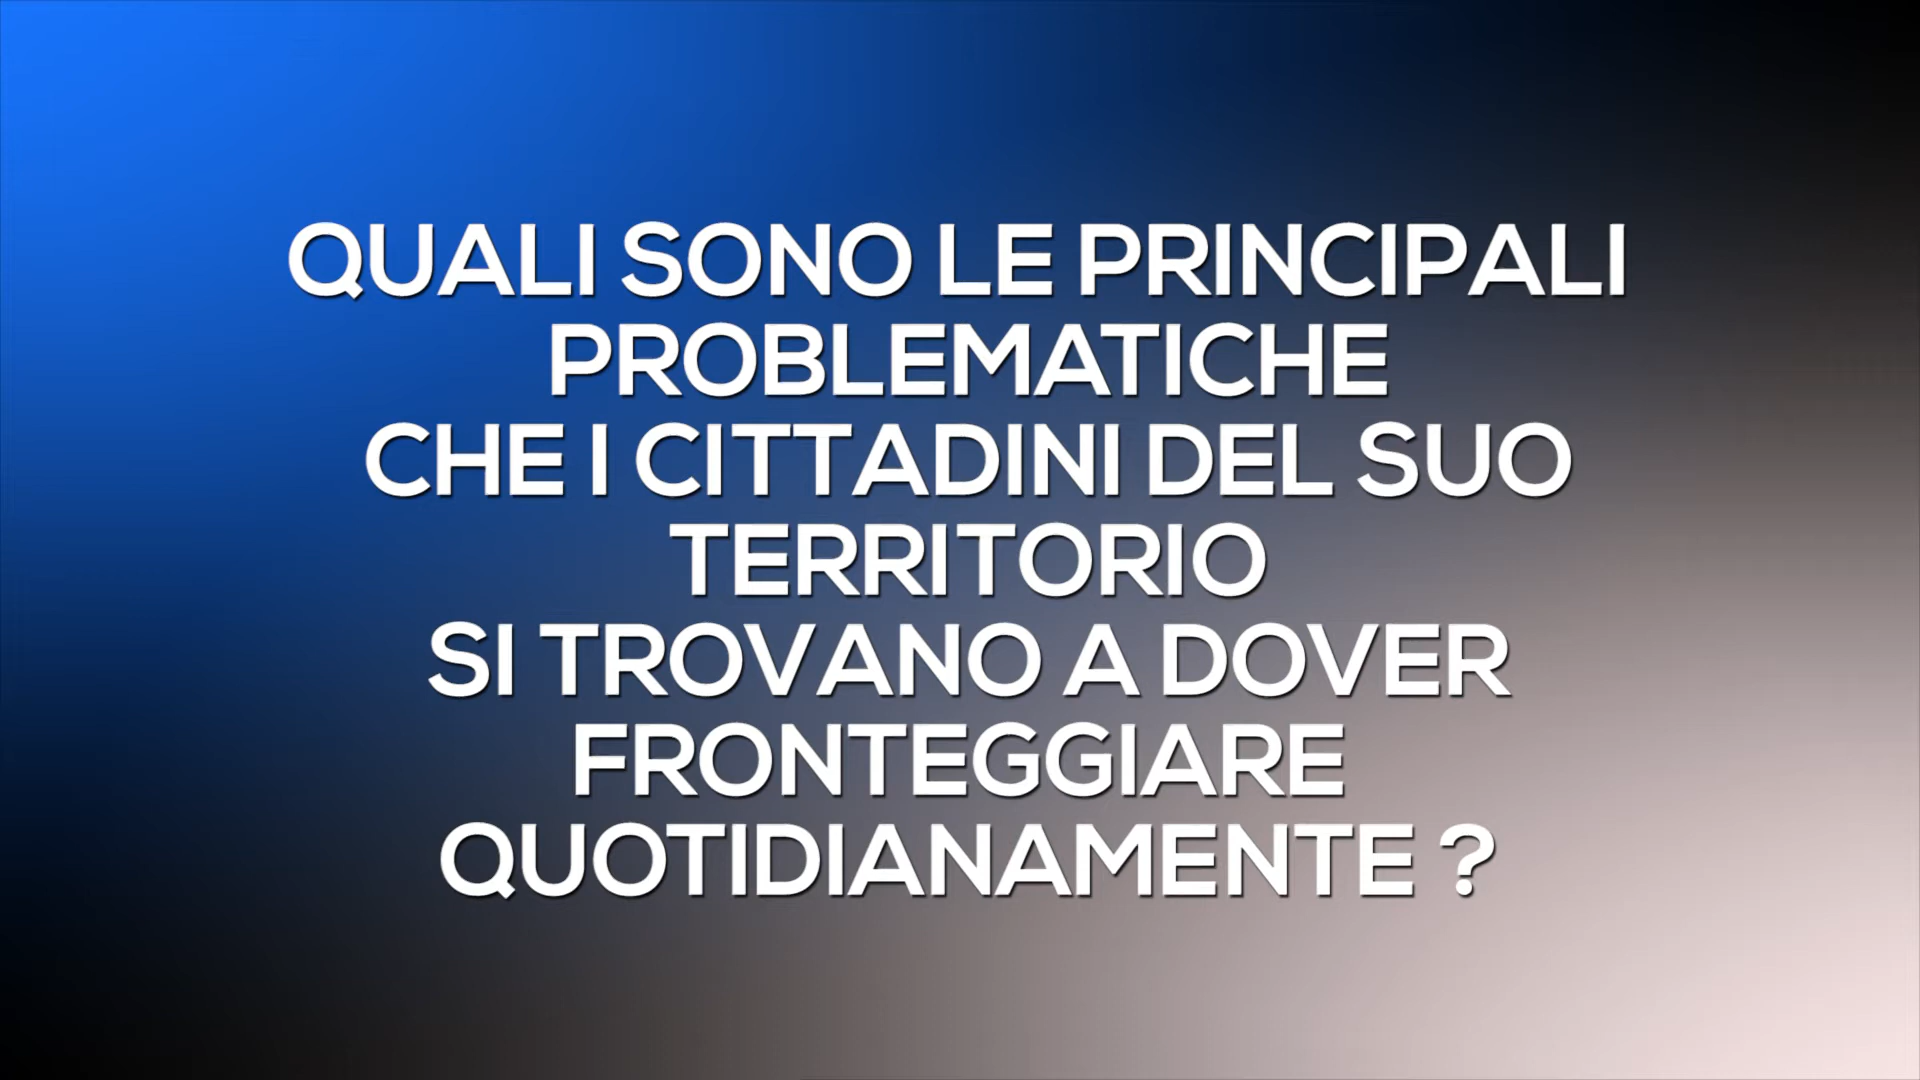 QUALI SONO LE PRINCIPALI
PROBLEMATICHE
CHE I CITTADINI DEL SUO
TERRITORIO
SI TROVANO A DOVER
FRONTEGGIARE
QUOTIDIANAMENTE ?